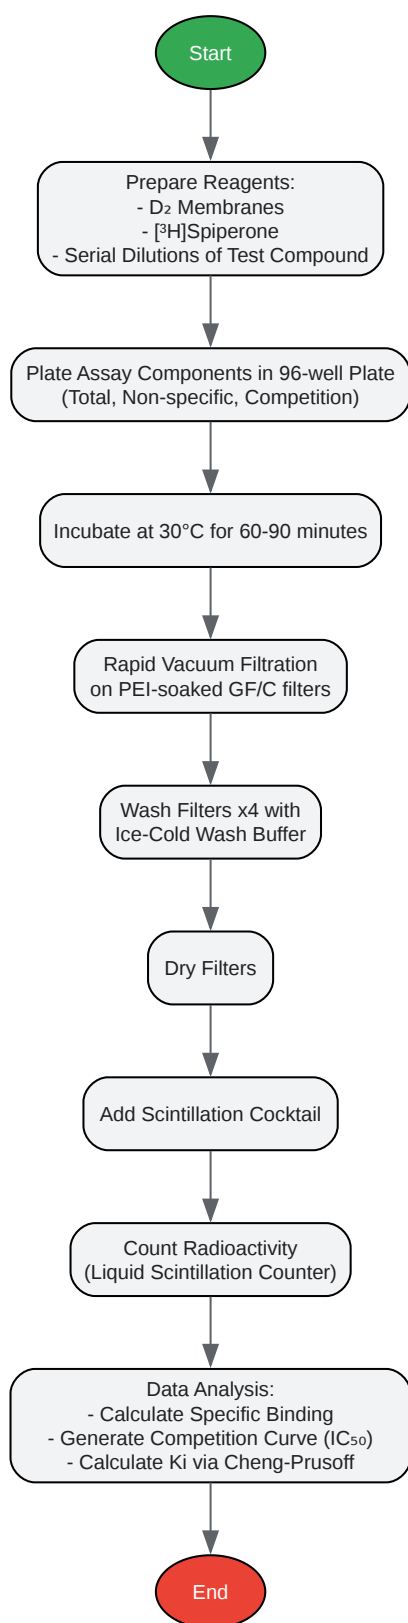 Start
Prepare Reagents:
- D₂ Membranes
- [³H]Spiperone
- Serial Dilutions of Test Compound
Plate Assay Components in 96-well Plate
(Total, Non-specific, Competition)
Incubate at 30°C for 60-90 minutes
Rapid Vacuum Filtration
on PEI-soaked GF/C filters
Wash Filters x4 with
Ice-Cold Wash Buffer
Dry Filters
Add Scintillation Cocktail
Count Radioactivity
(Liquid Scintillation Counter)
Data Analysis:
- Calculate Specific Binding
- Generate Competition Curve (IC₅₀)
- Calculate Ki via Cheng-Prusoff
End